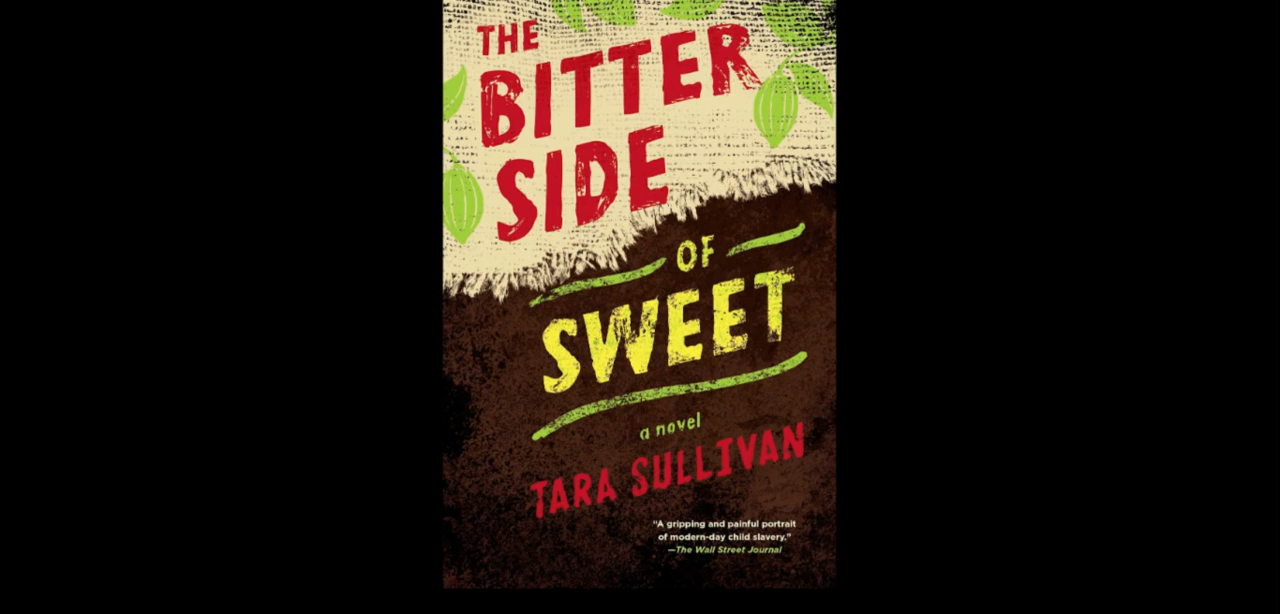 THE
BITTER
SIDE
OF
SWEET
a novel
TARA SULLIVAN
"A gripping and painful portrait
of modern-day child slavery."
—The Wall Street Journal